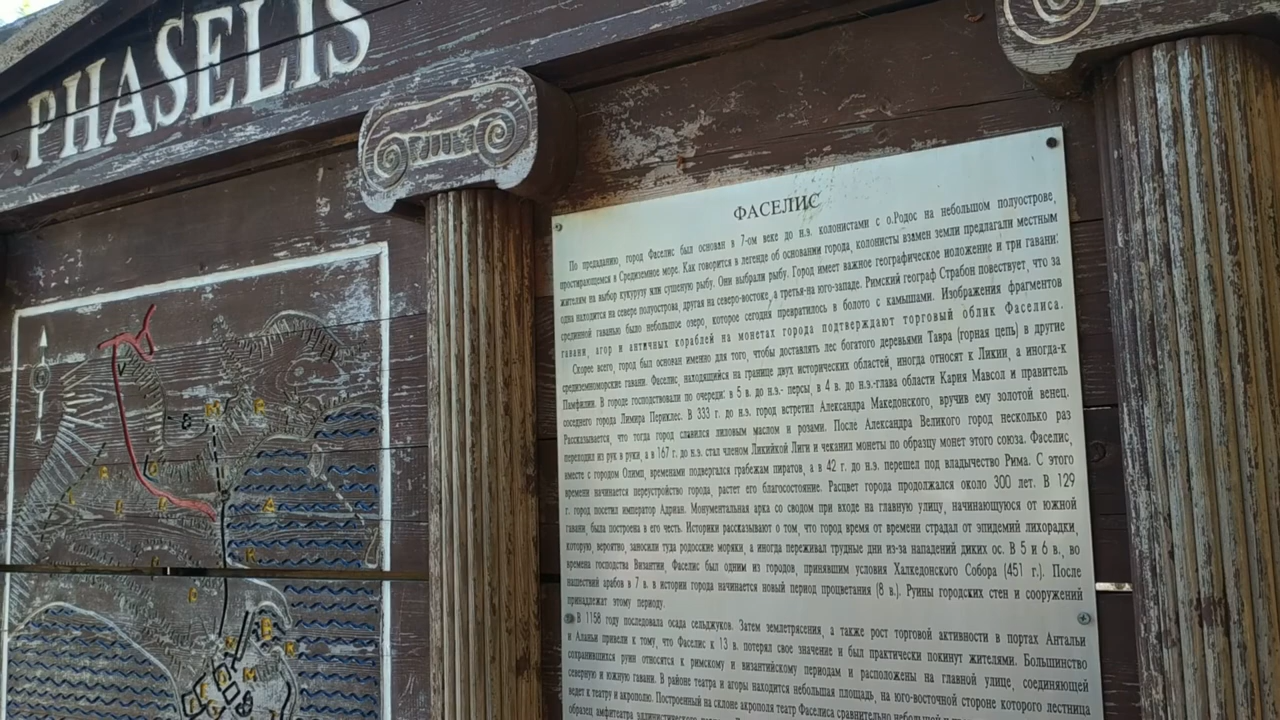 PHASELIS
ФАСЕЛИС
По преданию, город Фаселис был основан в 7-ом веке до н.э. колонистами с о.Родос на небольшом полуострове,
простирающемся в Средиземное море. Как говорится в легенде об основании города, колонисты взамен земли предлагали местным
жителям на выбор кукурузу или сушеную рыбу. Они выбрали рыбу. Город имеет важное географическое положение и три гавани:
одна находится на севере полуострова, другая на северо-востоке, а третья-на юго-западе. Римский географ Страбон повествует, что за
срединной гаванью было небольшое озеро, которое сегодня превратилось в болото с камышами. Изображения фрагментов
гавани, агор и античных кораблей на монетах города подтверждают торговый облик Фаселиса.
Скорее всего, город был основан именно для того, чтобы доставлять лес богатого деревьями Тавра (горная цепь) в другие
средиземноморские гавани. Фаселис, находящийся на границе двух исторических областей, иногда относят к Ликии, а иногда-к
Памфилии. В городе господствовали по очереди: в 5 в. до н.э.- персы, в 4 в. до н.э.-глава области Кария Мавсол и правитель
соседнего города Лимира Периклес. В 333 г. до н.э. город встретил Александра Македонского, вручив ему золотой венец.
Рассказывается, что тогда город славился лиловым маслом и розами. После Александра Великого город несколько раз
переходил из рук в руки, а в 167 г. до н.э. стал членом Ликийкой Лиги и чеканил монеты по образцу монет этого союза. Фаселис,
вместе с городом Олимп, временами подвергался грабежам пиратов, а в 42 г. до н.э. перешел под владычество Рима. С этого
времени начинается переустройство города, растет его благосостояние. Расцвет города продолжался около 300 лет. В 129
г. город посетил император Адриан. Монументальная арка со сводом при входе на главную улицу, начинающуюся от южной
гавани, была построена в его честь. Историки рассказывают о том, что город время от времени страдал от эпидемий лихорадки,
которую, вероятно, заносили туда родосские моряки, а иногда переживал трудные дни из-за нападений диких ос. В 5 и 6 в., во
времена господства Византии, Фаселис был одним из городов, принявшим условия Халкедонского Собора (451 г.). После
нашествий арабов в 7 в. в истории города начинается новый период процветания (8 в.). Руины городских стен и сооружений
принадлежат этому периоду.
В 1158 году последовала осада сельджуков. Затем землетрясения, а также рост торговой активности в портах Антальи
и Аланьи привели к тому, что Фаселис к 13 в. потерял свое значение и был практически покинут жителями. Большинство
сохранившихся руин относятся к римскому и византийскому периодам и расположены на главной улице, соединяющей
северную и южную гавани. В районе театра и агоры находится небольшая площадь, на юго-восточной стороне которого лестница
ведет к театру и акрополю. Построенный на склоне акрополя театр Фаселиса сравнительно небольшой
образец амфитеатра